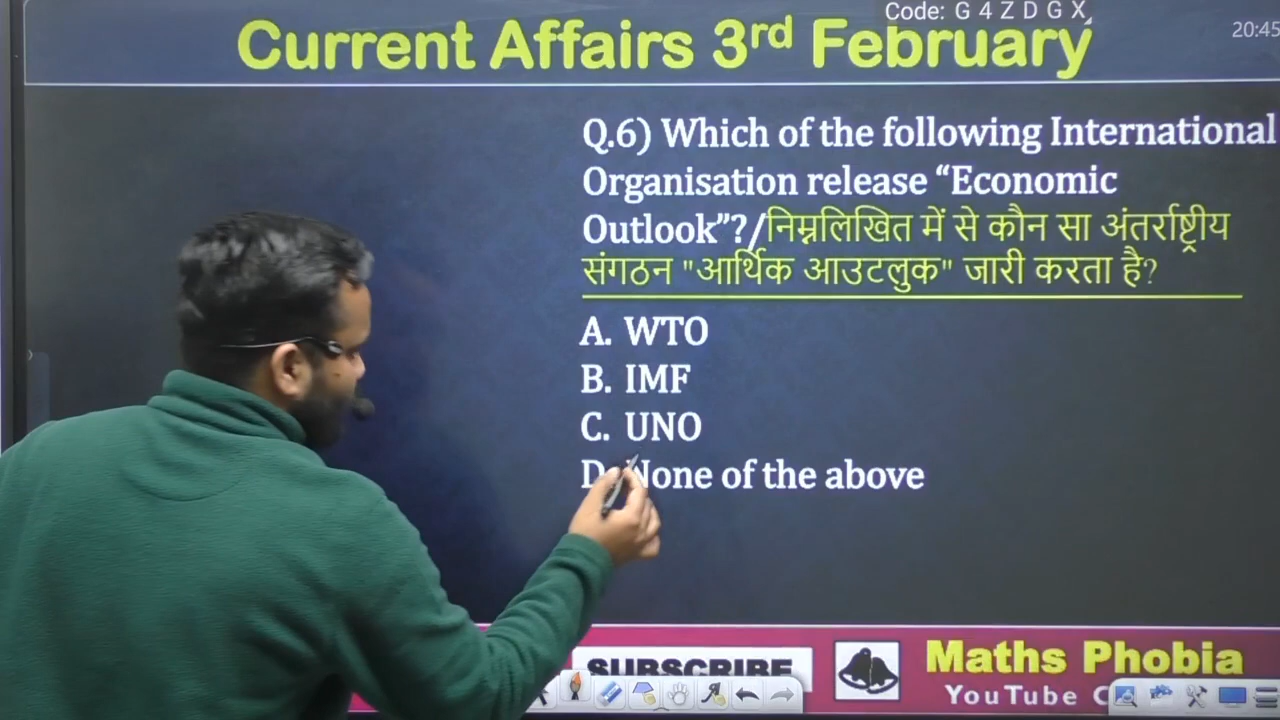 Code: G 4 Z D G X
20:45
Current Affairs 3rd February
Q.6) Which of the following International
Organisation release “Economic
Outlook”?/निम्नलिखित में से कौन सा अंतर्राष्ट्रीय
संगठन "आर्थिक आउटलुक" जारी करता है?
A. WTO
B. IMF
C. UNO
D. None of the above
SUBSCRIBE
Maths Phobia
YouTube C